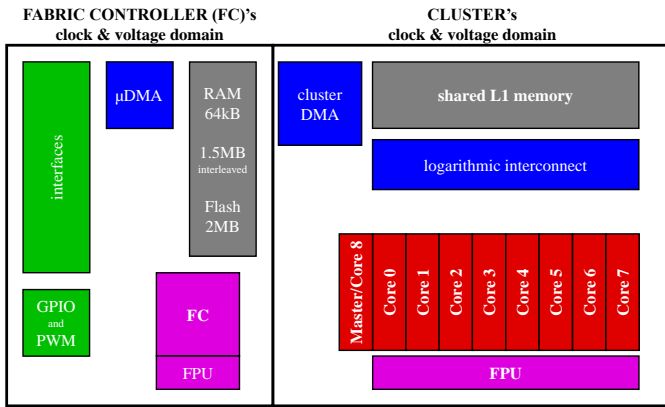 FABRIC CONTROLLER (FC)'s
clock & voltage domain
interfaces
GPIO
and
PWM
μDMA
RAM
64kB
1.5MB
interleaved
Flash
2MB
FC
FPU
CLUSTER's
clock & voltage domain
cluster
DMA
shared L1 memory
logarithmic interconnect
Master/Core 8
Core 0
Core 1
Core 2
Core 3
Core 4
Core 5
Core 6
Core 7
FPU